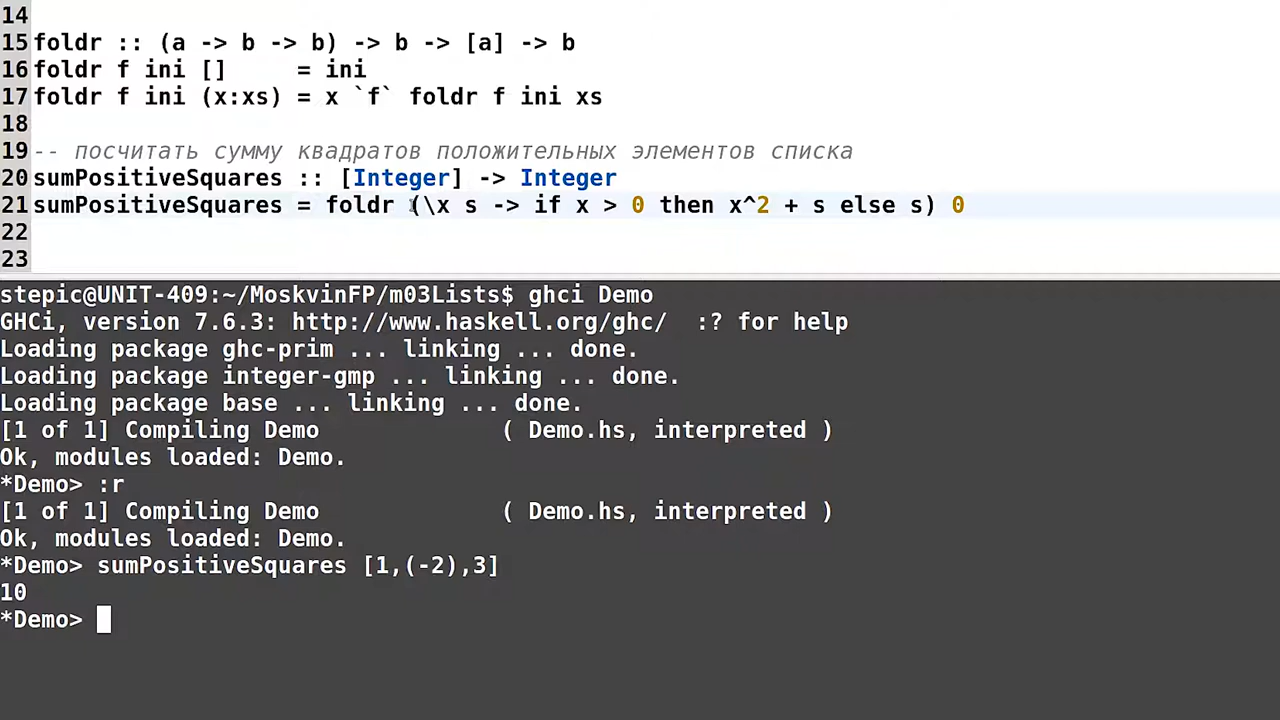 14
15 foldr :: (a -> b -> b) -> b -> [a] -> b
16 foldr f ini []     = ini
17 foldr f ini (x:xs) = x `f` foldr f ini xs
18
19 -- посчитать сумму квадратов положительных элементов списка
20 sumPositiveSquares :: [Integer] -> Integer
21 sumPositiveSquares = foldr (\x s -> if x > 0 then x^2 + s else s) 0
22
23
stepic@UNIT-409:~/MoskvinFP/m03Lists$ ghci Demo
GHCi, version 7.6.3: http://www.haskell.org/ghc/  :? for help
Loading package ghc-prim ... linking ... done.
Loading package integer-gmp ... linking ... done.
Loading package base ... linking ... done.
[1 of 1] Compiling Demo             ( Demo.hs, interpreted )
Ok, modules loaded: Demo.
*Demo> :r
[1 of 1] Compiling Demo             ( Demo.hs, interpreted )
Ok, modules loaded: Demo.
*Demo> sumPositiveSquares [1,(-2),3]
10
*Demo>